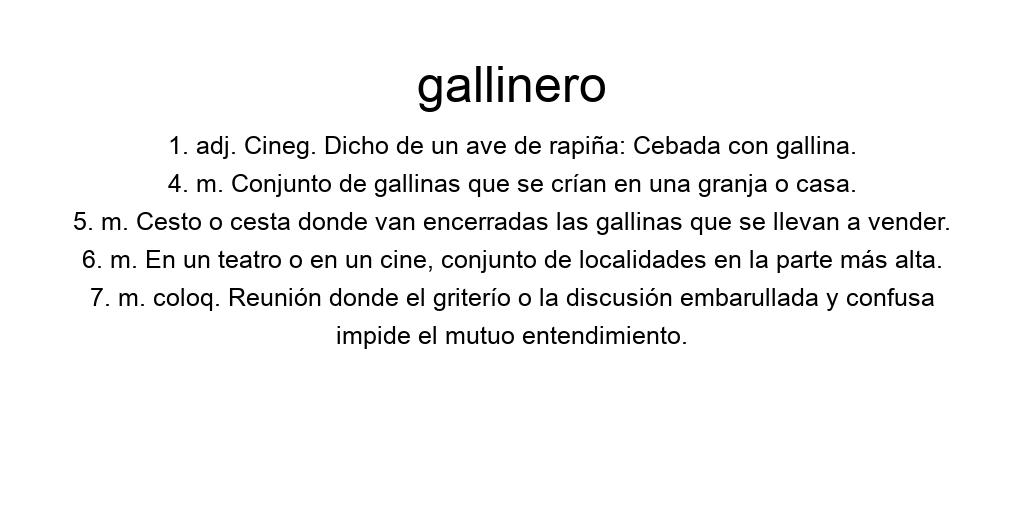 gallinero
1. adj. Cineg. Dicho de un ave de rapiña: Cebada con gallina.
4. m. Conjunto de gallinas que se crían en una granja o casa.
5. m. Cesto o cesta donde van encerradas las gallinas que se llevan a vender.
6. m. En un teatro o en un cine, conjunto de localidades en la parte más alta.
7. m. coloq. Reunión donde el griterío o la discusión embarullada y confusa
impide el mutuo entendimiento.